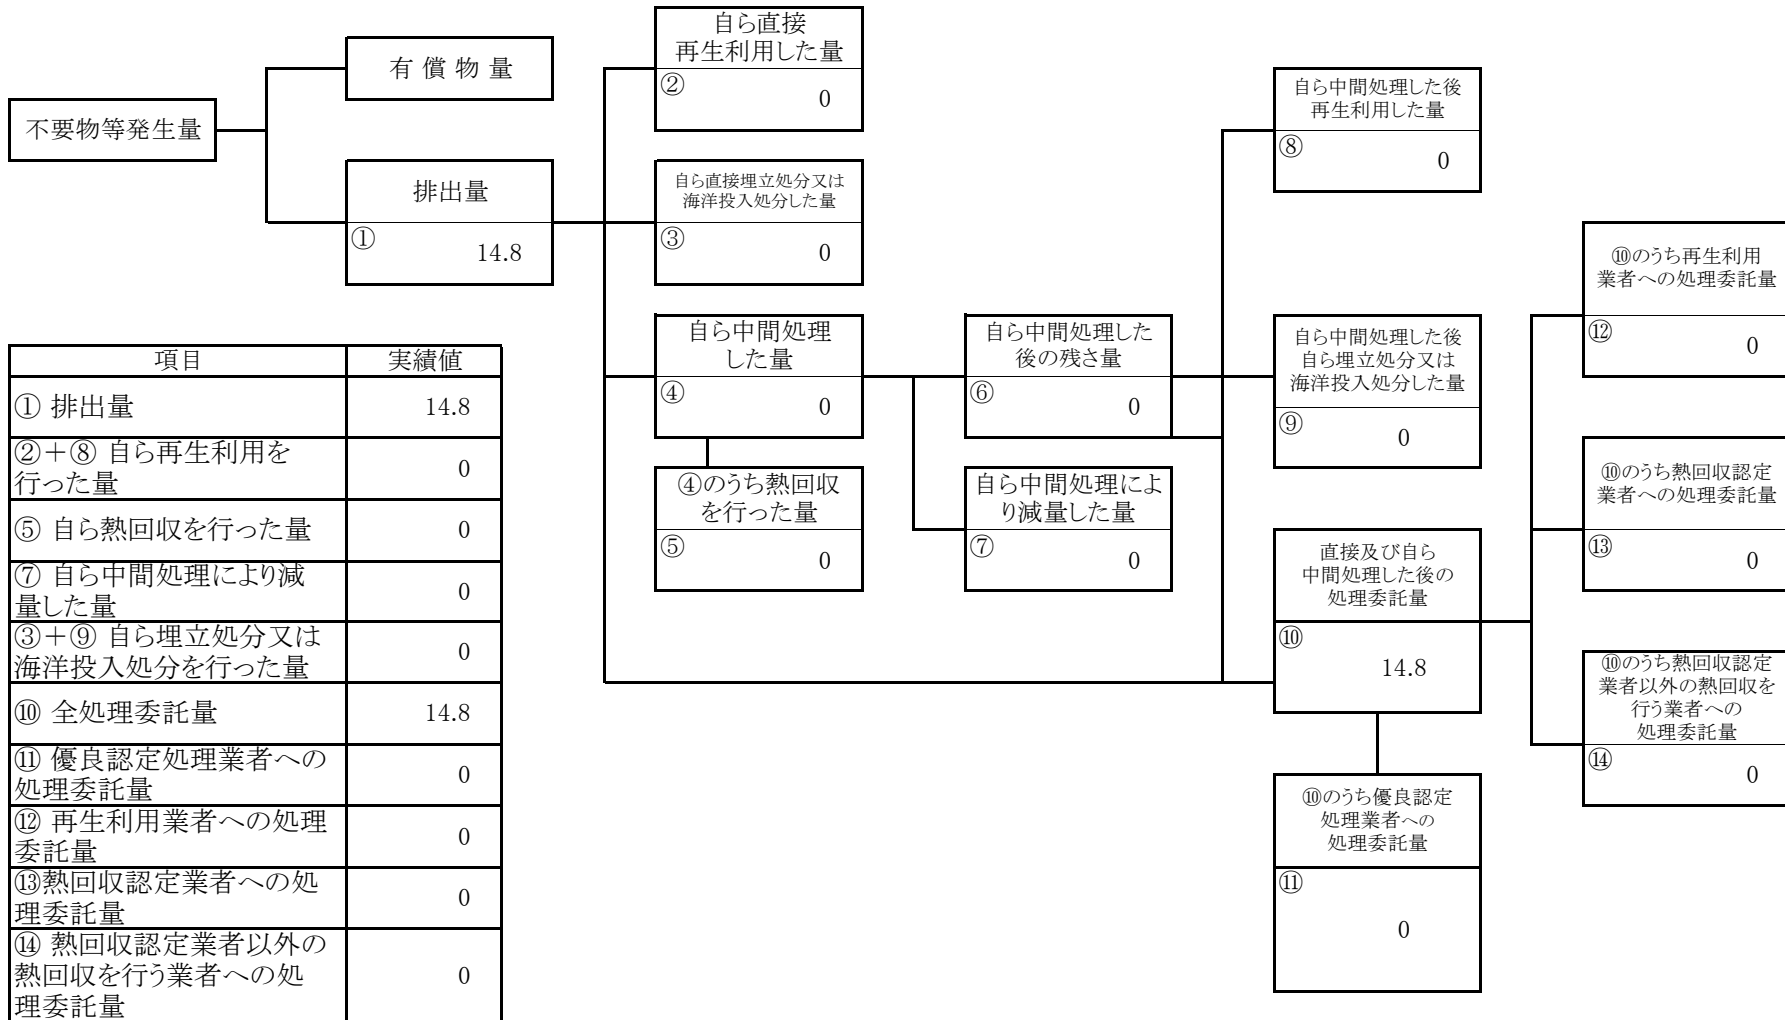 自ら直接
再生利用した量
②
0
有 償 物 量
不要物等発生量
自ら中間処理した後
再生利用した量
⑧
0
排出量
①
14.8
自ら直接埋立処分又は
海洋投入処分した量
③
0
⑩のうち再生利用
業者への処理委託量
⑫
0
自ら中間処理
した量
④
0
自ら中間処理した
後の残さ量
⑥
0
自ら中間処理した後
自ら埋立処分又は
海洋投入処分した量
⑨
0
④のうち熱回収
を行った量
⑤
0
自ら中間処理によ
り減量した量
⑦
0
⑩のうち熱回収認定
業者への処理委託量
⑬
0
直接及び自ら
中間処理した後の
処理委託量
⑩
14.8
⑩のうち熱回収認定
業者以外の熱回収を
行う業者への
処理委託量
⑭
0
⑩のうち優良認定
処理業者への
処理委託量
⑪
0
項目 実績値
① 排出量 14.8
②＋⑧ 自ら再生利用を
行った量 0
⑤ 自ら熱回収を行った量 0
⑦ 自ら中間処理により減
量した量 0
③＋⑨ 自ら埋立処分又は
海洋投入処分を行った量 0
⑩ 全処理委託量 14.8
⑪ 優良認定処理業者への
処理委託量 0
⑫ 再生利用業者への処理
委託量 0
⑬熱回収認定業者への処
理委託量 0
⑭ 熱回収認定業者以外の
熱回収を行う業者への処
理委託量 0